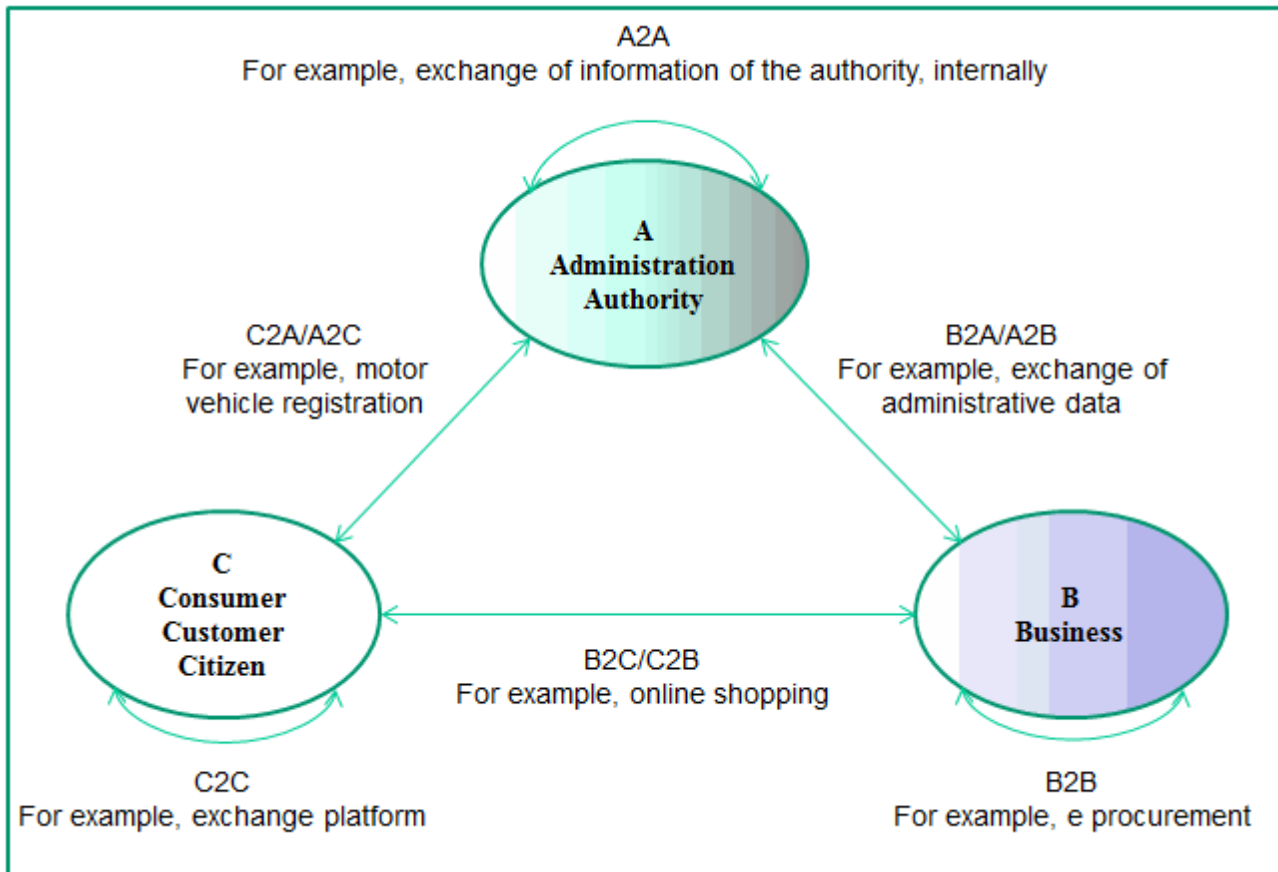 A2A
For example, exchange of information of the authority, internally
A
Administration
Authority
C2A/A2C
For example, motor
vehicle registration
B2A/A2B
For example, exchange of
administrative data
C
Consumer
Customer
Citizen
B
Business
B2C/C2B
For example, online shopping
C2C
For example, exchange platform
B2B
For example, e procurement